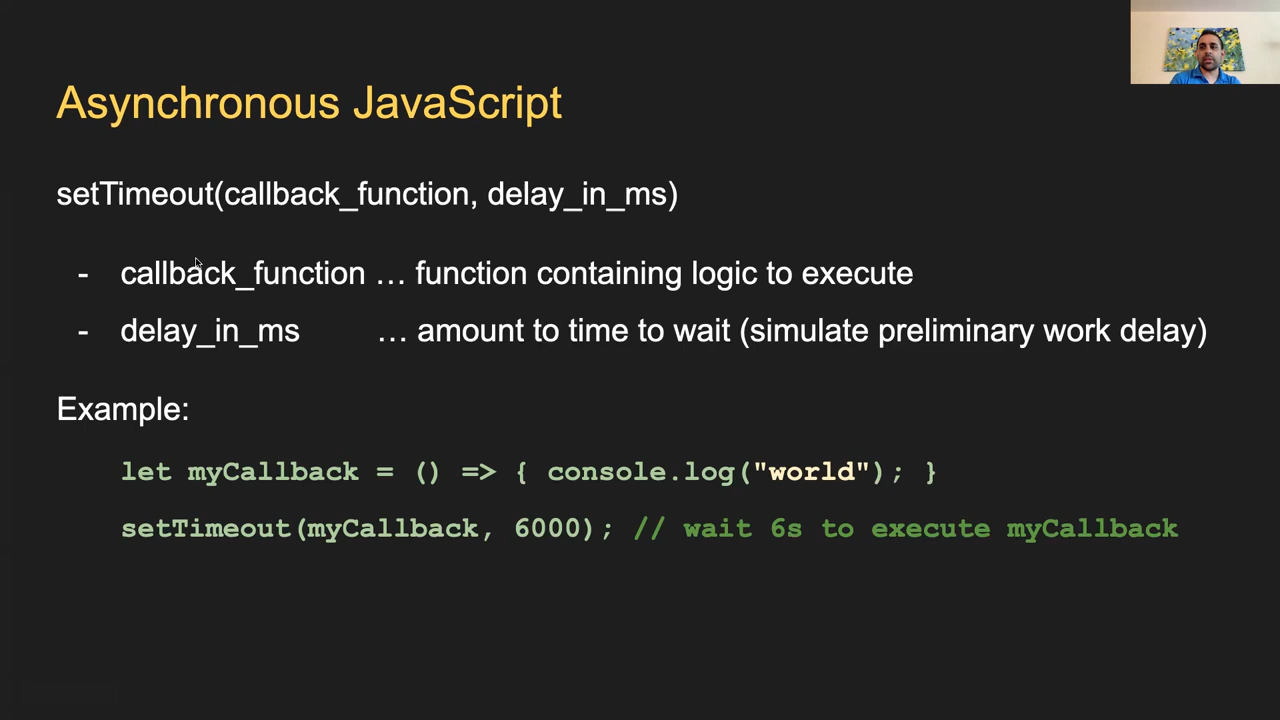 Asynchronous JavaScript
setTimeout(callback_function, delay_in_ms)
- callback_function … function containing logic to execute
- delay_in_ms … amount to time to wait (simulate preliminary work delay)
Example:
let myCallback = () => { console.log("world"); }
setTimeout(myCallback, 6000); // wait 6s to execute myCallback